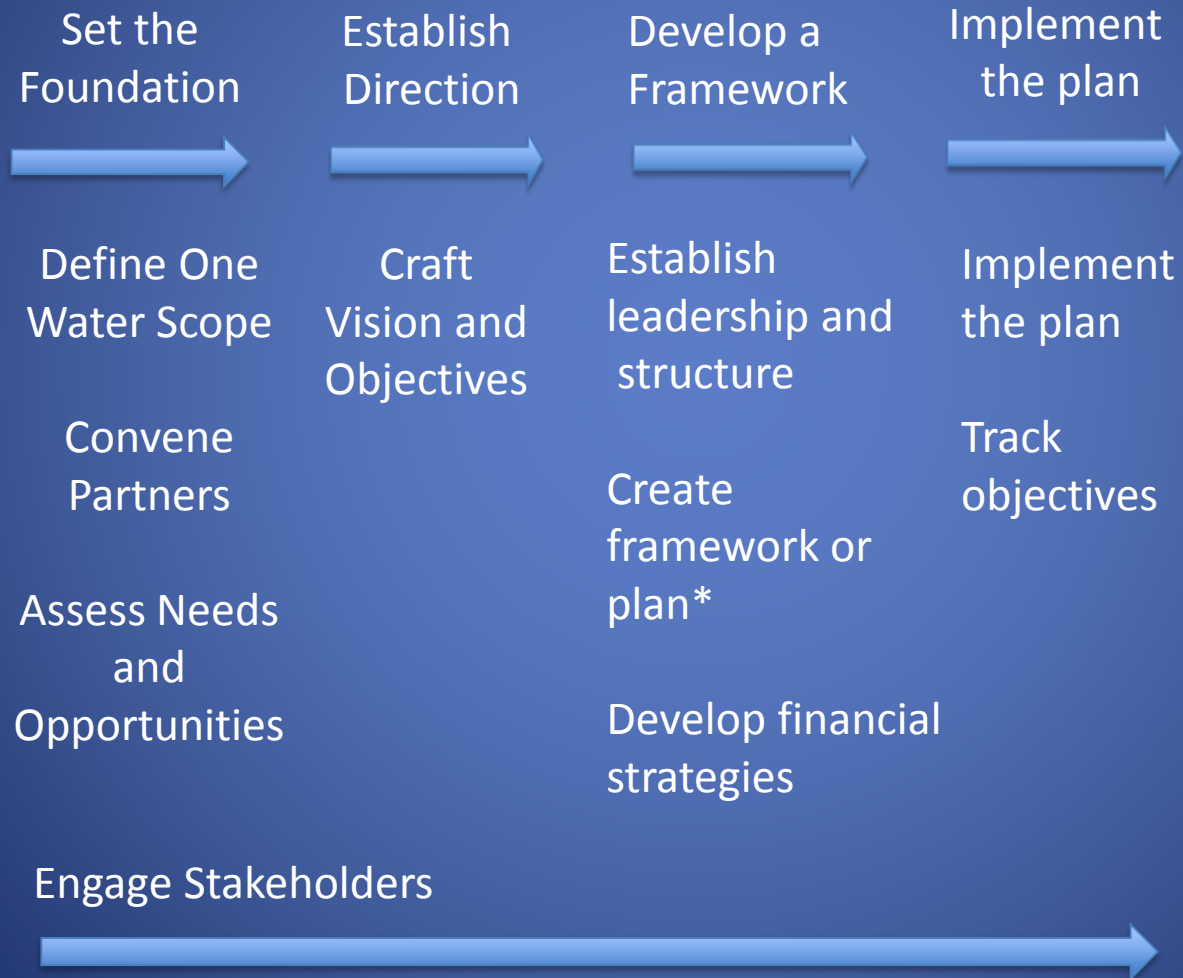 Set the
Foundation
Establish
Direction
Develop a
Framework
Implement
the plan
Define One
Water Scope
Convene
Partners
Assess Needs
and
Opportunities
Craft
Vision and
Objectives
Establish
leadership and
structure
Create
framework or
plan*
Develop financial
strategies
Implement
the plan
Track
objectives
Engage Stakeholders